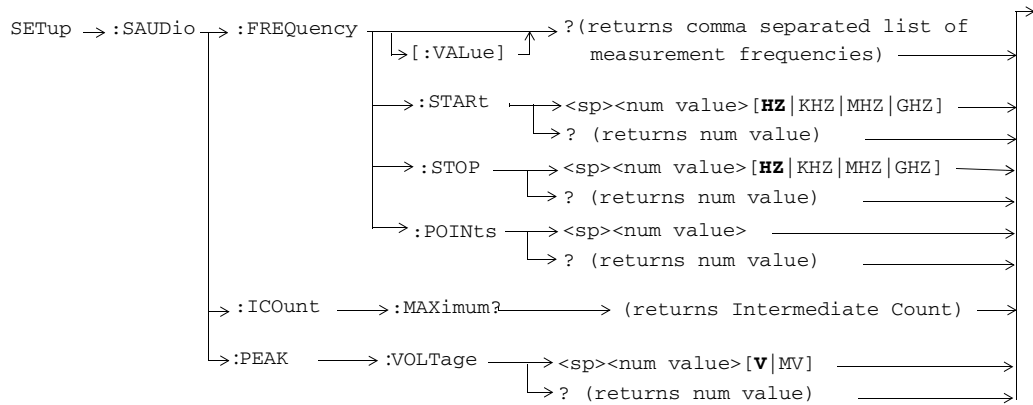 SETup :SAUDio :FREQuency ?(returns comma separated list of
[:VALue] measurement frequencies)
:STARt <sp><num value>[HZ|KHZ|MHZ|GHZ]
? (returns num value)
:STOP <sp><num value>[HZ|KHZ|MHZ|GHZ]
? (returns num value)
:POINts <sp><num value>
? (returns num value)
:ICOunt :MAXimum? (returns Intermediate Count)
:PEAK :VOLTage <sp><num value>[V|MV]
? (returns num value)